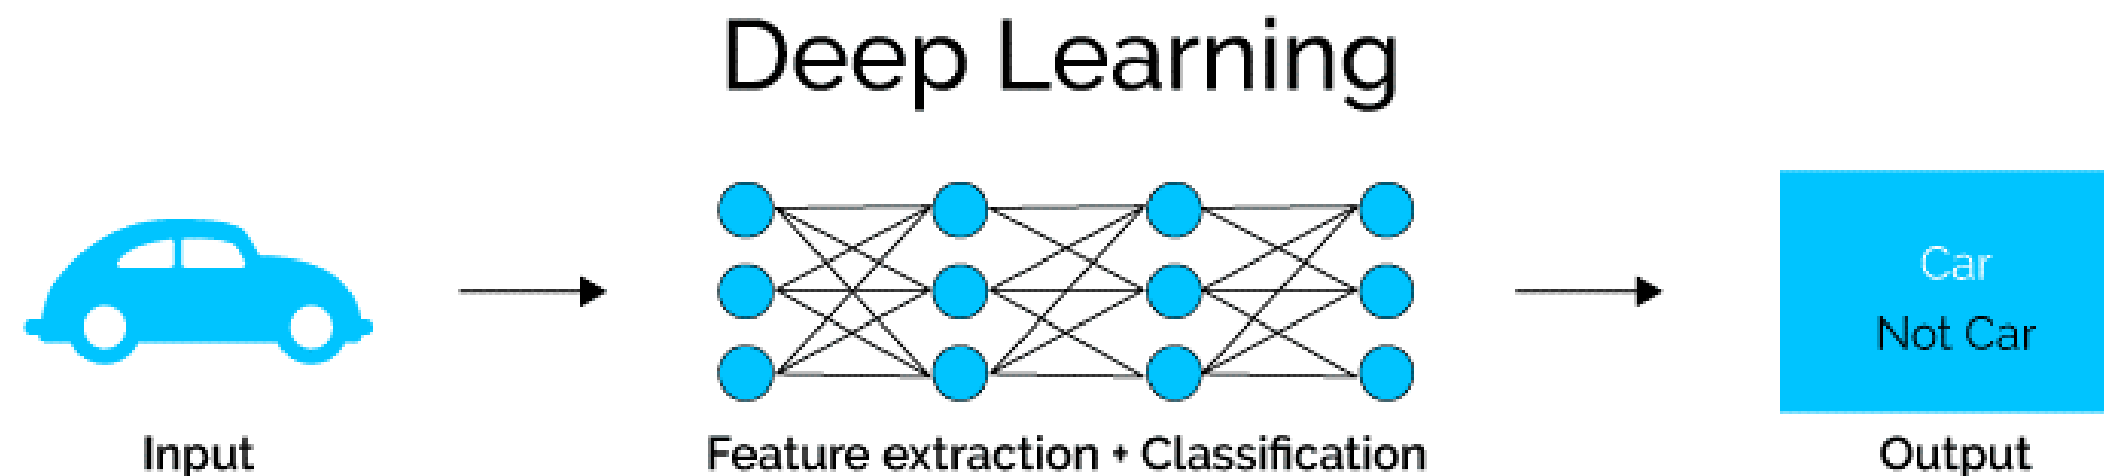 Deep Learning
Car
Not Car
Input
Feature extraction + Classification
Output